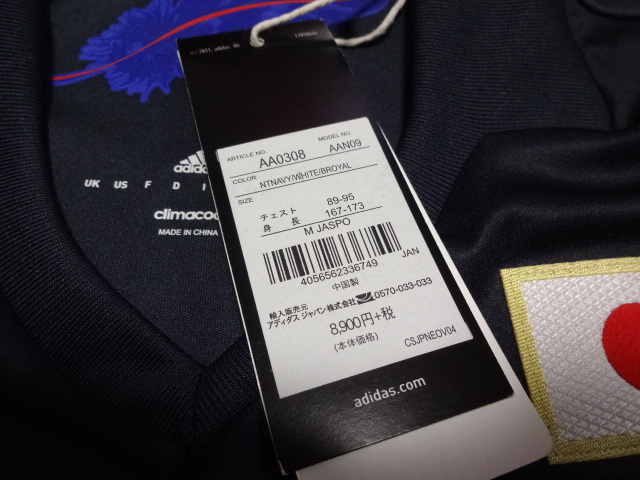 2011, adidas AG
ARTICLE NO. AA0308
MODEL NO. AAN09
COLOR NTNAVY/WHITE/BROYAL
SIZE
チェスト 89-95
身長 167-173
M JASPO
4056562336749
JAN
中国製
輸入販売元
アディダス ジャパン株式会社 0570-033-033
8,900円+税
(本体価格)
CSJPNEOV04
adidas.com
adidas
UK US F D I
climacoo
MADE IN CHINA